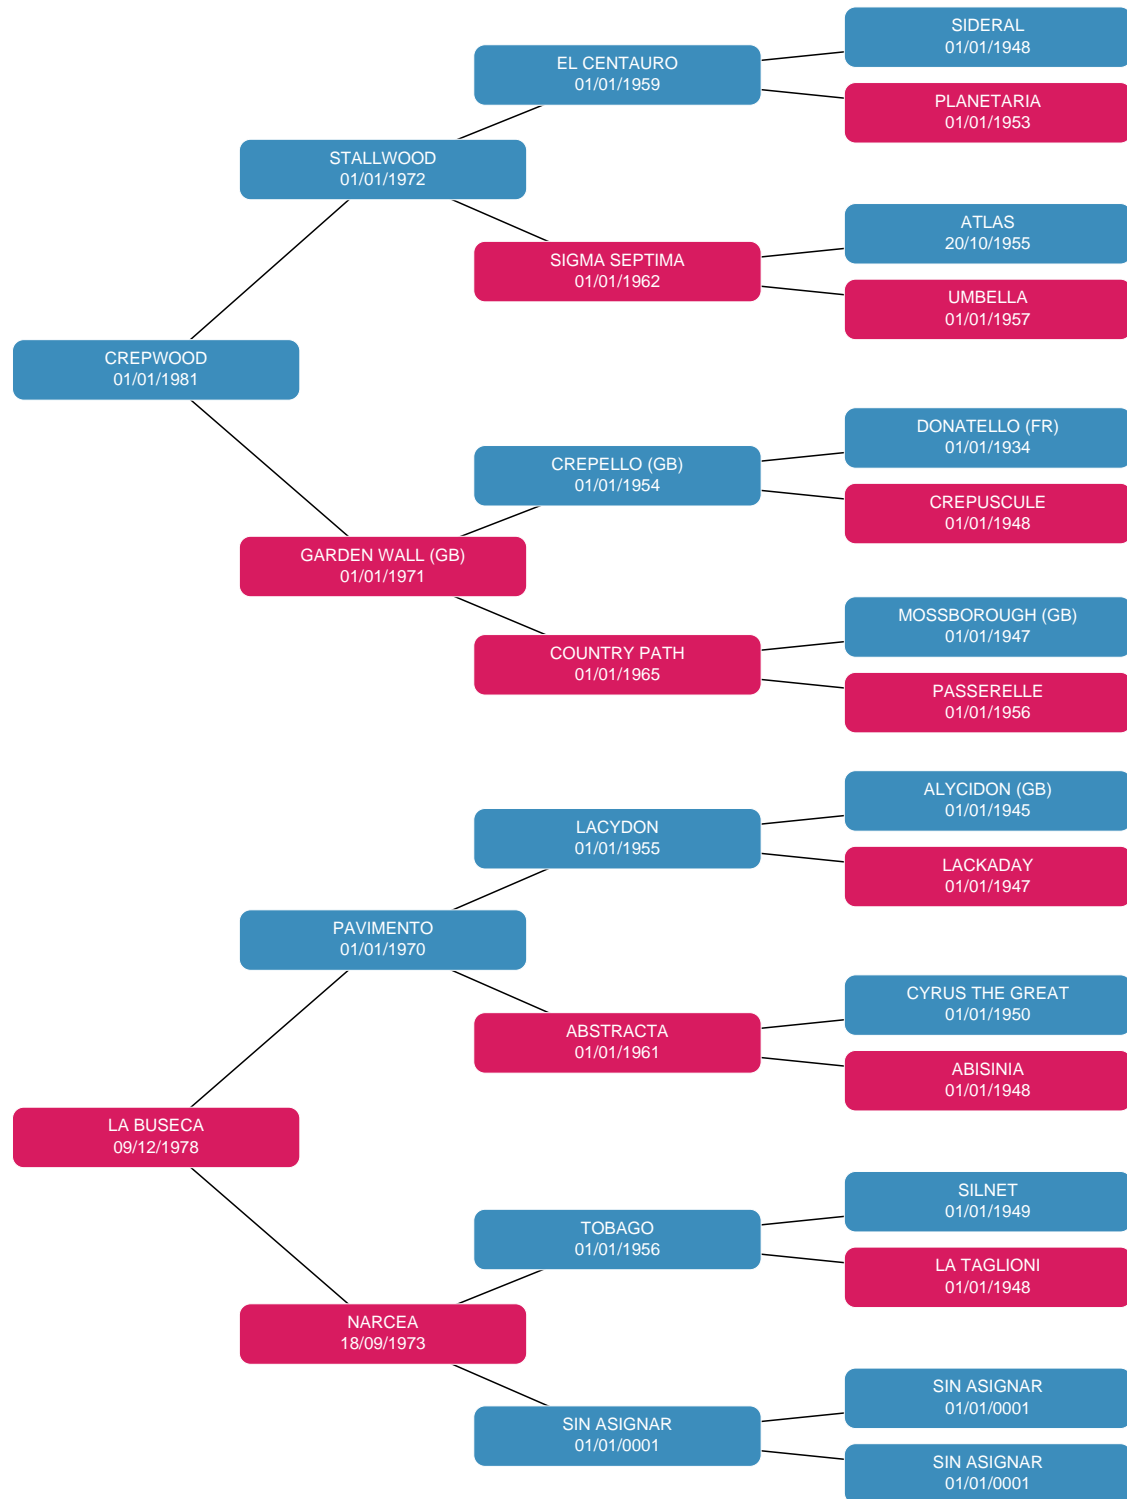 SIDERAL
01/01/1948
EL CENTAURO
01/01/1959
PLANETARIA
01/01/1953
STALLWOOD
01/01/1972
ATLAS
20/10/1955
SIGMA SEPTIMA
01/01/1962
UMBELLA
01/01/1957
CREPWOOD
01/01/1981
DONATELLO (FR)
01/01/1934
CREPELLO (GB)
01/01/1954
CREPUSCULE
01/01/1948
GARDEN WALL (GB)
01/01/1971
MOSSBOROUGH (GB)
01/01/1947
COUNTRY PATH
01/01/1965
PASSERELLE
01/01/1956
ALYCIDON (GB)
01/01/1945
LACYDON
01/01/1955
LACKADAY
01/01/1947
PAVIMENTO
01/01/1970
CYRUS THE GREAT
01/01/1950
ABSTRACTA
01/01/1961
ABISINIA
01/01/1948
LA BUSECA
09/12/1978
SILNET
01/01/1949
TOBAGO
01/01/1956
LA TAGLIONI
01/01/1948
NARCEA
18/09/1973
SIN ASIGNAR
01/01/0001
SIN ASIGNAR
01/01/0001
SIN ASIGNAR
01/01/0001